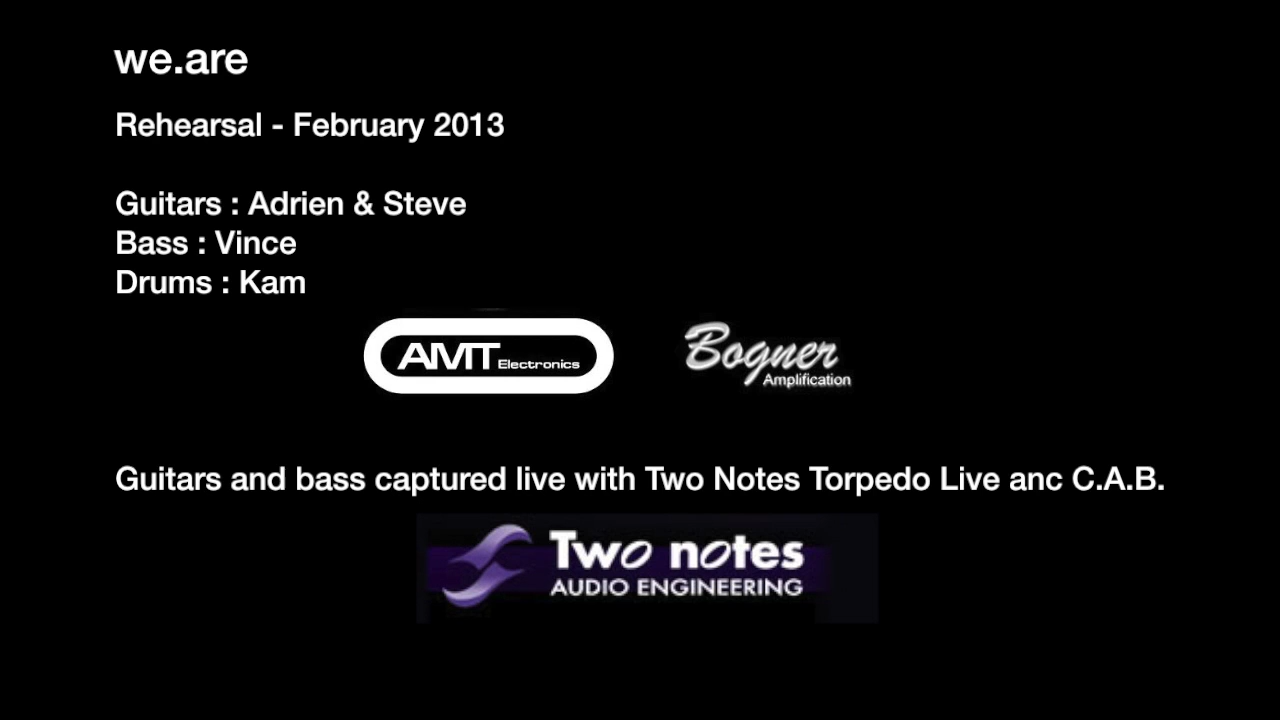 we.are
Rehearsal - February 2013
Guitars : Adrien & Steve
Bass : Vince
Drums : Kam
AMT Electronics
Bogner
Amplification
Guitars and bass captured live with Two Notes Torpedo Live anc C.A.B.
Two notes
AUDIO ENGINEERING